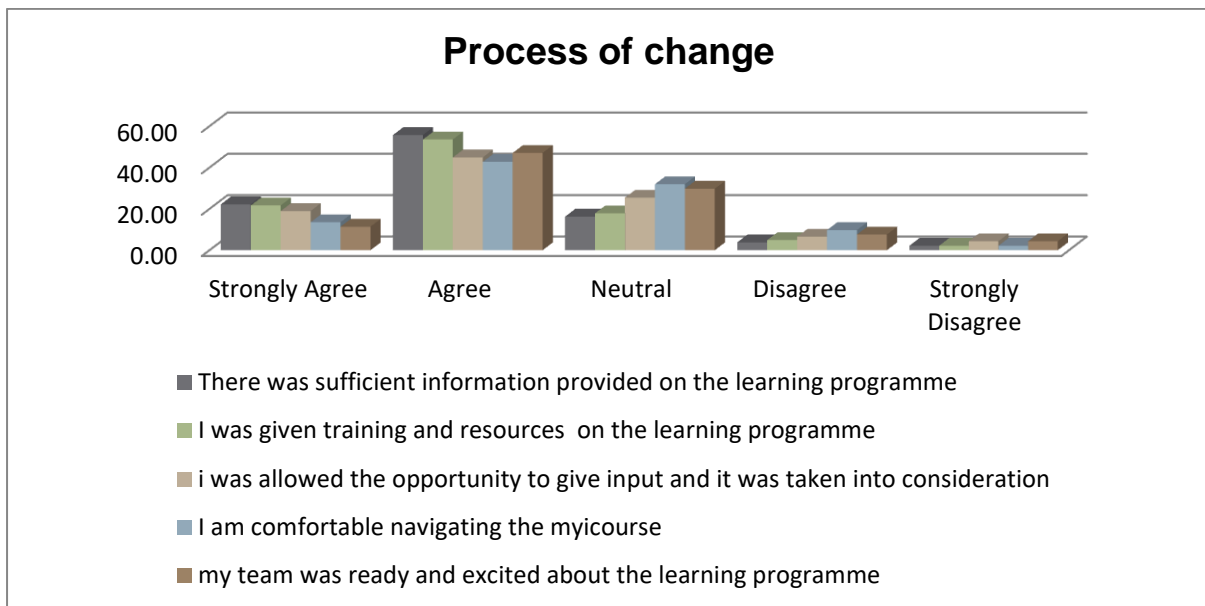 Process of change
60.00
40.00
20.00
0.00
Strongly Agree Agree Neutral Disagree Strongly
Disagree
There was sufficient information provided on the learning programme
I was given training and resources on the learning programme
i was allowed the opportunity to give input and it was taken into consideration
I am comfortable navigating the myicourse
my team was ready and excited about the learning programme